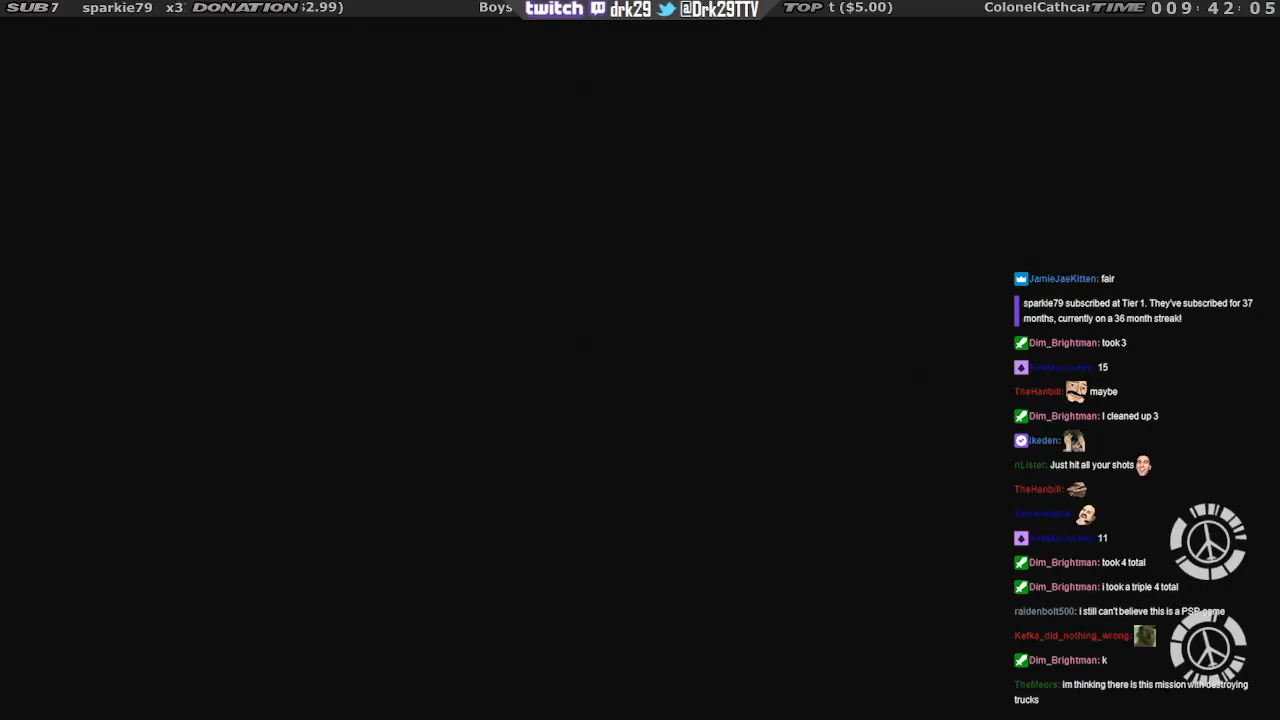 SUB7 sparkie79 x3 DONATION $2.99) Boys twitch drk29 @Drk29TTV TOP t ($5.00) ColonelCathcar TIME 009:42:05
JamieJaeKitten: fair
sparkie79 subscribed at Tier 1. They've subscribed for 37
months, currently on a 36 month streak!
Dim_Brightman: took 3
15
TheHanbill: maybe
Dim_Brightman: I cleaned up 3
ikeden:
nLister: Just hit all your shots
TheHanbill:
11
Dim_Brightman: took 4 total
Dim_Brightman: i took a triple 4 total
raidenbolt500: i still can't believe this is a PSP game
Kefka_did_nothing_wrong:
Dim_Brightman: k
TheMeors: im thinking there is this mission with destroying
trucks